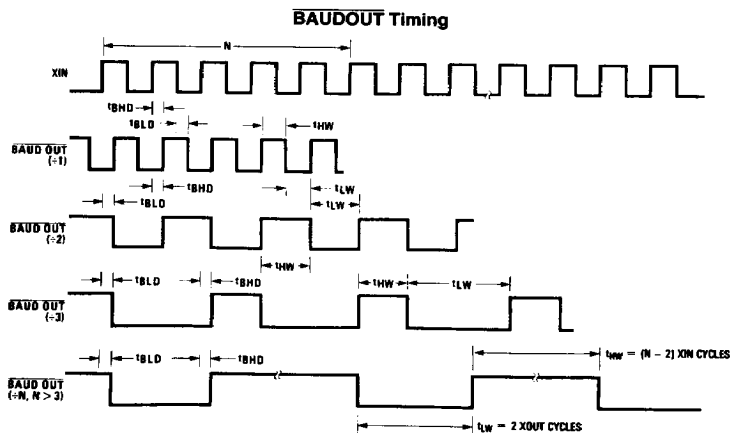 BAUDOUT Timing
N
XIN
tBHD
tBLD
tHW
BAUD OUT
(÷1)
tBLD
tBHD
tLW
tLW
BAUD OUT
(÷2)
tHW
tBLD
tBHD
tHW
tLW
BAUD OUT
(÷3)
tBLD
tBHD
tHW = (N – 2) XIN CYCLES
BAUD OUT
(÷N, N > 3)
tLW = 2 XOUT CYCLES